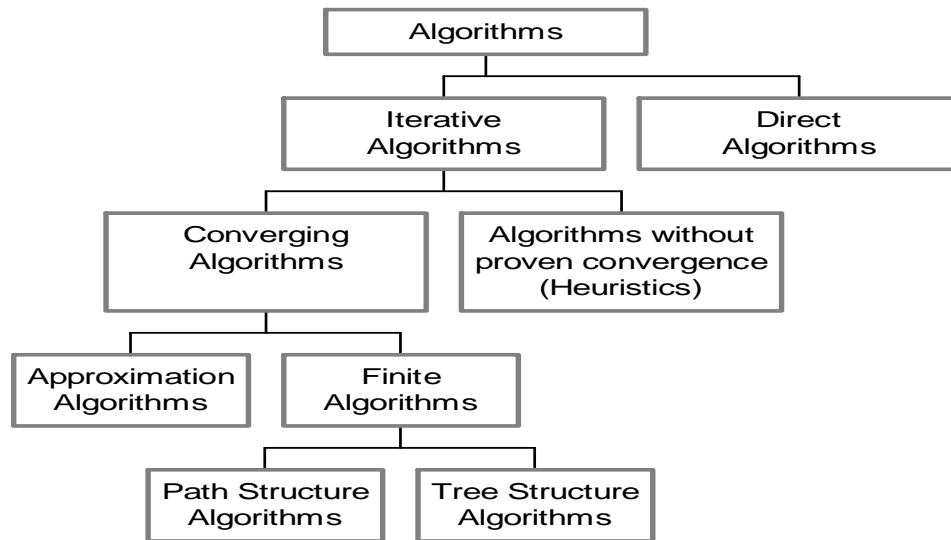 Algorithms
Iterative
Algorithms
Direct
Algorithms
Converging
Algorithms
Algorithms without
proven convergence
(Heuristics)
Approximation
Algorithms
Finite
Algorithms
Path Structure
Algorithms
Tree Structure
Algorithms